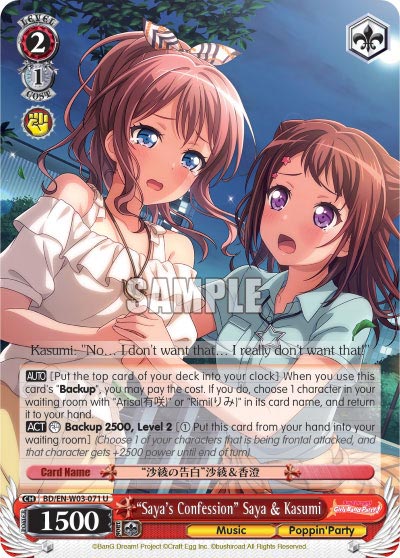 LEVEL
2
1
COST
SAMPLE
Kasumi: "No... I don't want that... I really don't want that!"
AUTO [Put the top card of your deck into your clock] When you use this
card's "Backup", you may pay the cost. If you do, choose 1 character in your
waiting room with "Arisa(有咲)" or "Rimi(りみ)" in its card name, and return
it to your hand.
ACT Backup 2500, Level 2 [① Put this card from your hand into your
waiting room] (Choose 1 of your characters that is being frontal attacked, and
that character gets +2500 power until end of turn)
Card Name
"沙綾の告白"沙綾&香澄
CH BD/EN-W03-071 U
POWER
1500
"Saya's Confession" Saya & Kasumi
Music
Poppin'Party
©BanG Dream! Project ©Craft Egg Inc. ©bushiroad All Rights Reserved.